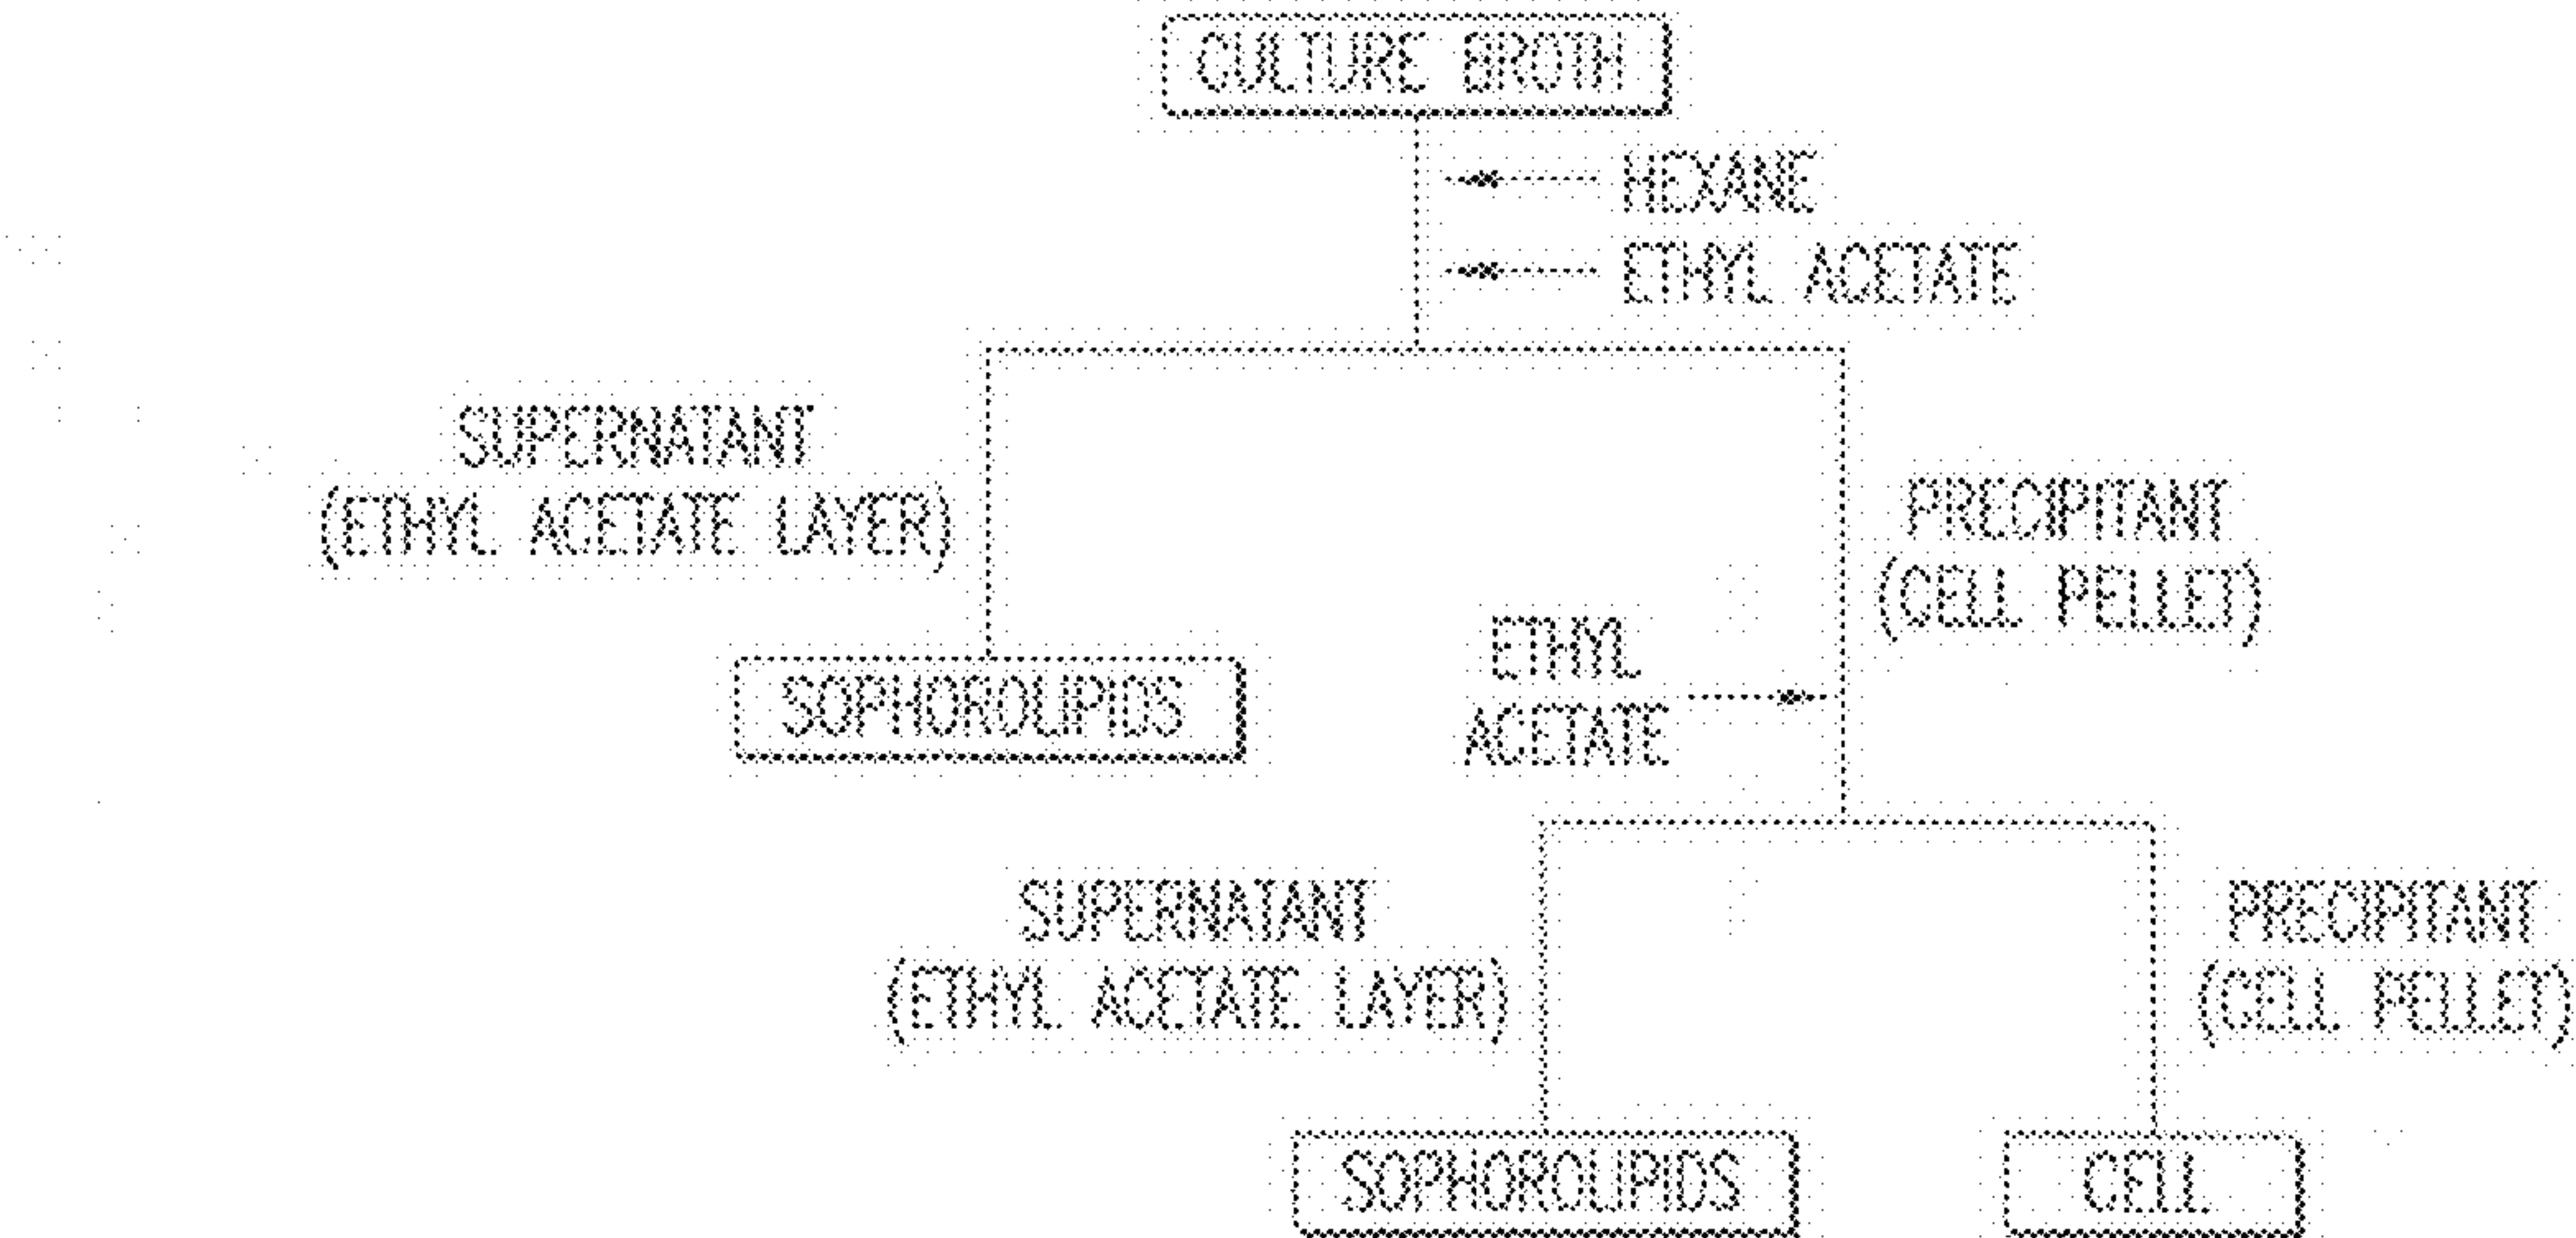 CULTURE BROTH
HEXANE
ETHYL ACETATE
SUPERNATANT
(ETHYL ACETATE LAYER)
PRECIPITANT
(CELL PELLET)
SOPHOROLIPIDS
ETHYL
ACETATE
SUPERNATANT
(ETHYL ACETATE LAYER)
PRECIPITANT
(CELL PELLET)
SOPHOROLIPIDS
CELL